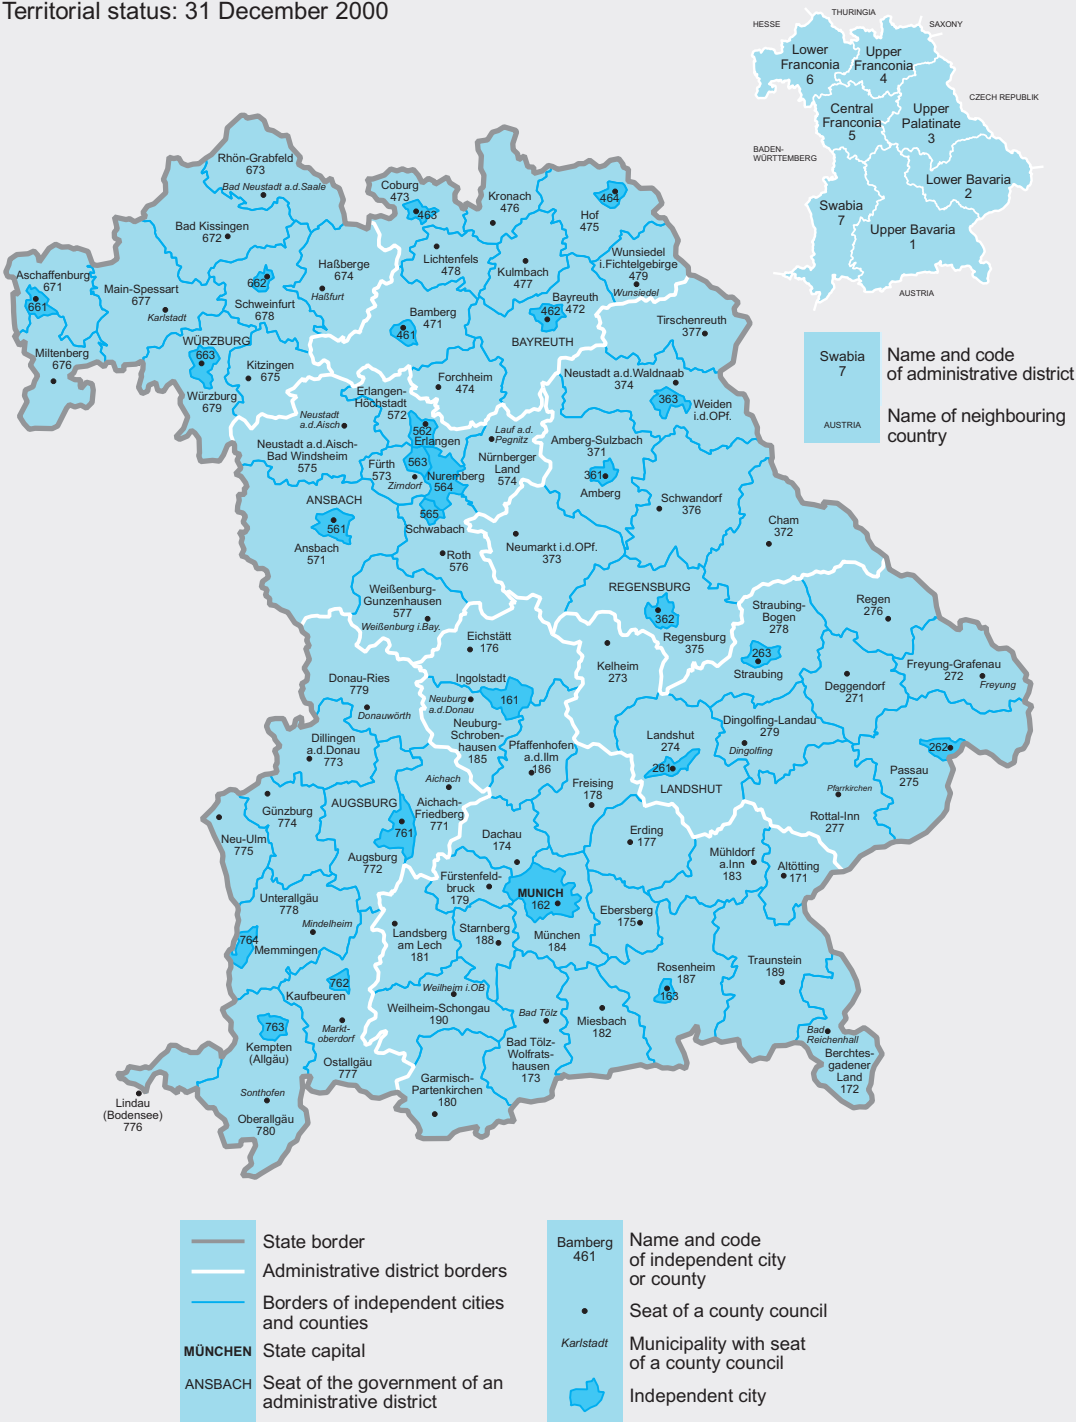 Territorial status: 31 December 2000
HESSE
THURINGIA
SAXONY
Lower
Franconia
6
Upper
Franconia
4
CZECH REPUBLIK
Central
Franconia
5
Upper
Palatinate
3
BADEN-
WÜRTTEMBERG
Lower Bavaria
2
Swabia
7
Upper Bavaria
1
AUSTRIA
Swabia
7
Name and code
of administrative district
AUSTRIA
Name of neighbouring
country
Rhön-Grabfeld
673
Bad Neustadt a.d.Saale
Coburg
473
463
Kronach
476
464
Hof
475
Bad Kissingen
672
Haßberge
674
Haßfurt
Lichtenfels
478
Kulmbach
477
Wunsiedel
i.Fichtelgebirge
479
Wunsiedel
Aschaffenburg
671
661
Main-Spessart
677
Karlstadt
662
Schweinfurt
678
Bamberg
471
461
Bayreuth
472
462
BAYREUTH
Tirschenreuth
377
Miltenberg
676
WÜRZBURG
663
Kitzingen
675
Würzburg
679
Forchheim
474
Neustadt a.d.Waldnaab
374
363
Weiden
i.d.OPf.
Erlangen-
Höchstadt
572
Neustadt
a.d.Aisch
562
Erlangen
Lauf a.d.
Pegnitz
Neustadt a.d.Aisch-
Bad Windsheim
575
Fürth
573
563
Zirndorf
Nuremberg
564
Nürnberger
Land
574
Amberg-Sulzbach
371
361
Amberg
Schwandorf
376
ANSBACH
561
Ansbach
571
565
Schwabach
Roth
576
Neumarkt i.d.OPf.
373
Cham
372
Weißenburg-
Gunzenhausen
577
Weißenburg i.Bay.
REGENSBURG
362
Regensburg
375
Straubing-
Bogen
278
263
Straubing
Regen
276
Eichstätt
176
Kelheim
273
Deggendorf
271
Freyung-Grafenau
272
Freyung
Donau-Ries
779
Donauwörth
Ingolstadt
161
Neuburg
a.d.Donau
Neuburg-
Schroben-
hausen
185
Dingolfing-Landau
279
Dingolfing
Landshut
274
261
LANDSHUT
262
Passau
275
Dillingen
a.d.Donau
773
Pfaffenhofen
a.d.Ilm
186
Aichach
Aichach-
Friedberg
771
Freising
178
Pfarrkirchen
Rottal-Inn
277
Günzburg
774
AUGSBURG
761
Augsburg
772
Neu-Ulm
775
Dachau
174
Erding
177
Mühldorf
a.Inn
183
Altötting
171
Fürstenfeld-
bruck
179
MUNICH
162
München
184
Ebersberg
175
Unterallgäu
778
Mindelheim
764
Memmingen
Landsberg
am Lech
181
Starnberg
188
Traunstein
189
Rosenheim
187
163
762
Kaufbeuren
Weilheim i.OB
Weilheim-Schongau
190
Bad Tölz
Bad Tölz-
Wolfrats-
hausen
173
Miesbach
182
Bad
Reichenhall
Berchtes-
gadener
Land
172
763
Kempten
(Allgäu)
Markt-
oberdorf
Ostallgäu
777
Garmisch-
Partenkirchen
180
Lindau
(Bodensee)
776
Sonthofen
Oberallgäu
780
State border
Administrative district borders
Borders of independent cities
and counties
MÜNCHEN State capital
ANSBACH Seat of the government of an
administrative district
Bamberg
461
Name and code
of independent city
or county
Seat of a county council
Karlstadt Municipality with seat
of a county council
Independent city